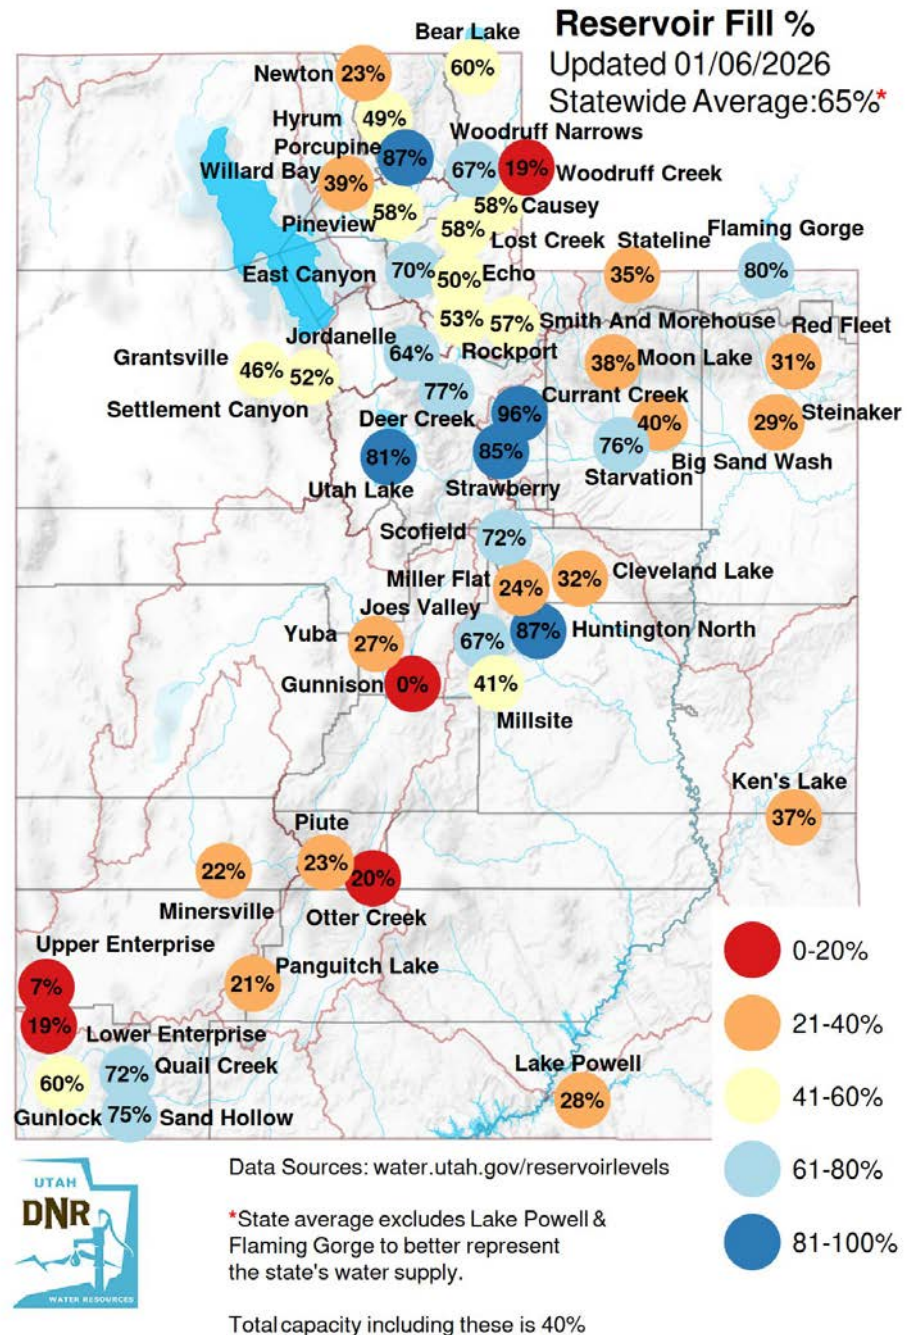 Reservoir Fill %
Updated 01/06/2026
Statewide Average:65%*
Bear Lake
60%
Newton 23%
Hyrum 49%
Porcupine 87%
Woodruff Narrows
67%
19% Woodruff Creek
Willard Bay
39%
58% Causey
Pineview 58%
58%
Lost Creek
Stateline
35%
Flaming Gorge
80%
East Canyon 70%
50% Echo
53%
57% Smith And Morehouse
Rockport
Red Fleet
31%
Jordanelle
64%
Grantsville
46%
52%
Settlement Canyon
38% Moon Lake
77%
Deer Creek
Currant Creek
96%
40%
Big Sand Wash
29% Steinaker
76%
Starvation
81%
Utah Lake
85%
Strawberry
Scofield 72%
Miller Flat 24%
32% Cleveland Lake
Joes Valley
67%
87% Huntington North
Yuba 27%
Gunnison 0%
41%
Millsite
Ken's Lake
37%
Piute
23%
20%
Otter Creek
22%
Minersville
Upper Enterprise
7%
21% Panguitch Lake
19% Lower Enterprise
72% Quail Creek
60%
Gunlock
75% Sand Hollow
Lake Powell
28%
0-20%
21-40%
41-60%
61-80%
81-100%
UTAH
DNR
WATER RESOURCES
Data Sources: water.utah.gov/reservoirlevels
*State average excludes Lake Powell &
Flaming Gorge to better represent
the state's water supply.
Total capacity including these is 40%